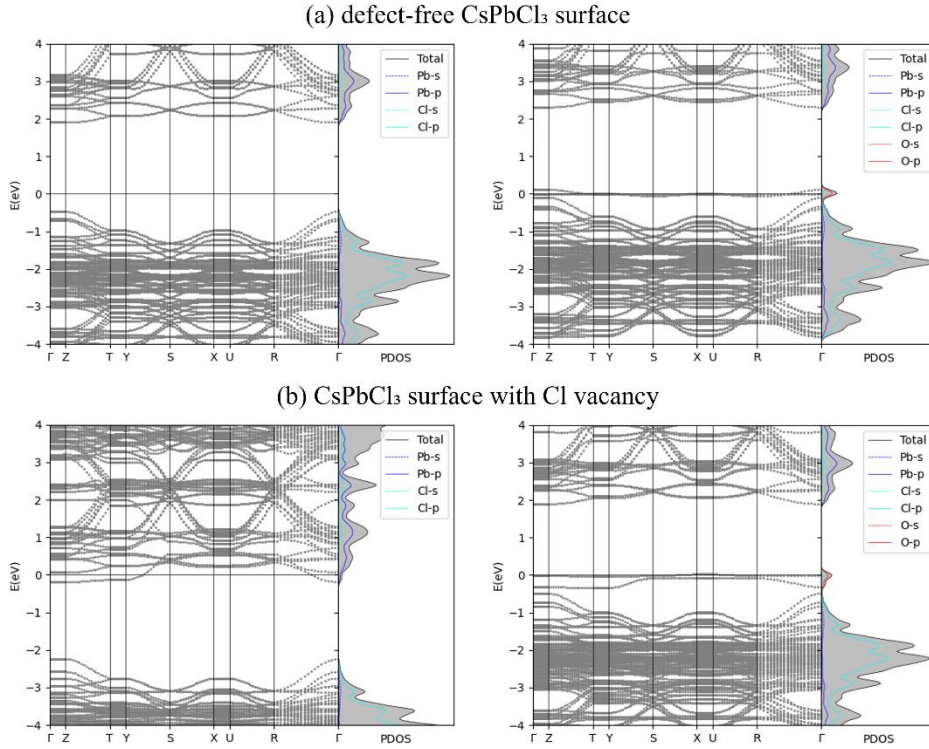 (a) defect-free CsPbCl₃ surface
4
3
2
1
0
−1
−2
−3
−4
E(eV)
Γ Z T Y S X U R Γ PDOS
Total
Pb-s
Pb-p
Cl-s
Cl-p
4
3
2
1
0
−1
−2
−3
−4
E(eV)
Γ Z T Y S X U R Γ PDOS
Total
Pb-s
Pb-p
Cl-s
Cl-p
O-s
O-p
(b) CsPbCl₃ surface with Cl vacancy
4
3
2
1
0
−1
−2
−3
−4
E(eV)
Γ Z T Y S X U R Γ PDOS
Total
Pb-s
Pb-p
Cl-s
Cl-p
4
3
2
1
0
−1
−2
−3
−4
E(eV)
Γ Z T Y S X U R Γ PDOS
Total
Pb-s
Pb-p
Cl-s
Cl-p
O-s
O-p